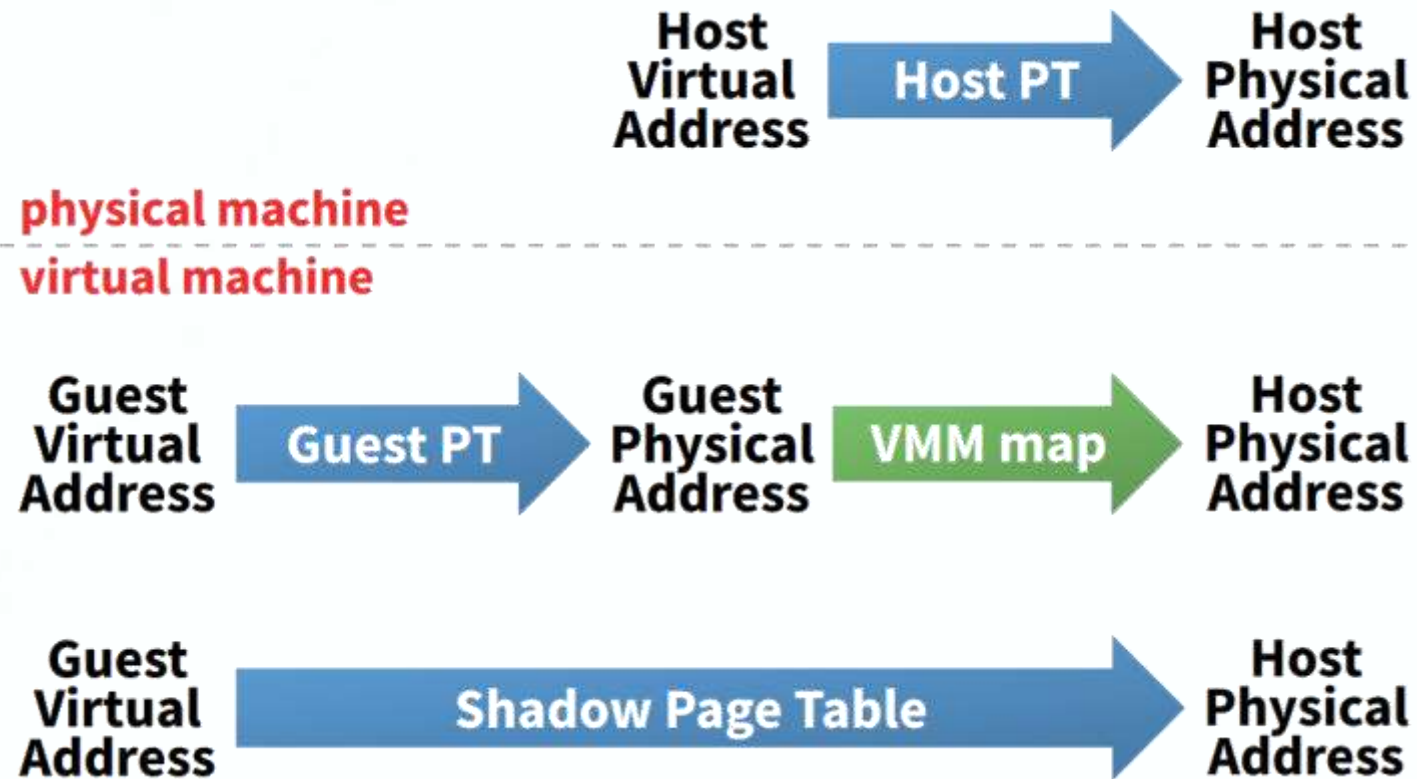 Host
Virtual
Address
Host PT
Host
Physical
Address
physical machine
virtual machine
Guest
Virtual
Address
Guest PT
Guest
Physical
Address
VMM map
Host
Physical
Address
Guest
Virtual
Address
Shadow Page Table
Host
Physical
Address